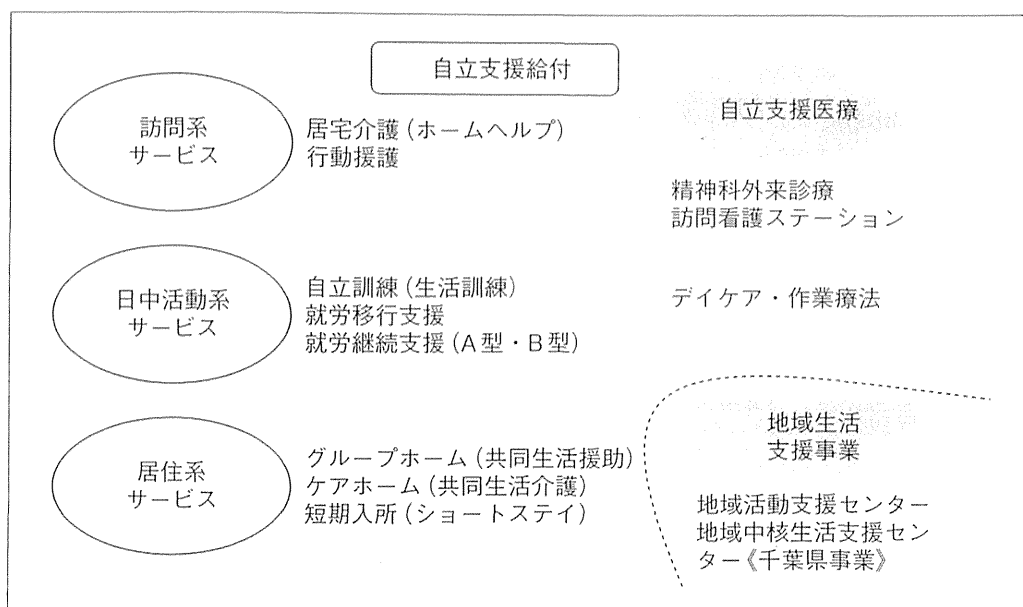 自立支援給付
訪問系
サービス
居宅介護（ホームヘルプ）
行動援護
自立支援医療
精神科外来診療
訪問看護ステーション
日中活動系
サービス
自立訓練（生活訓練）
就労移行支援
就労継続支援（A型・B型）
デイケア・作業療法
居住系
サービス
グループホーム（共同生活援助）
ケアホーム（共同生活介護）
短期入所（ショートステイ）
地域生活
支援事業
地域活動支援センター
地域中核生活支援セン
ター《千葉県事業》